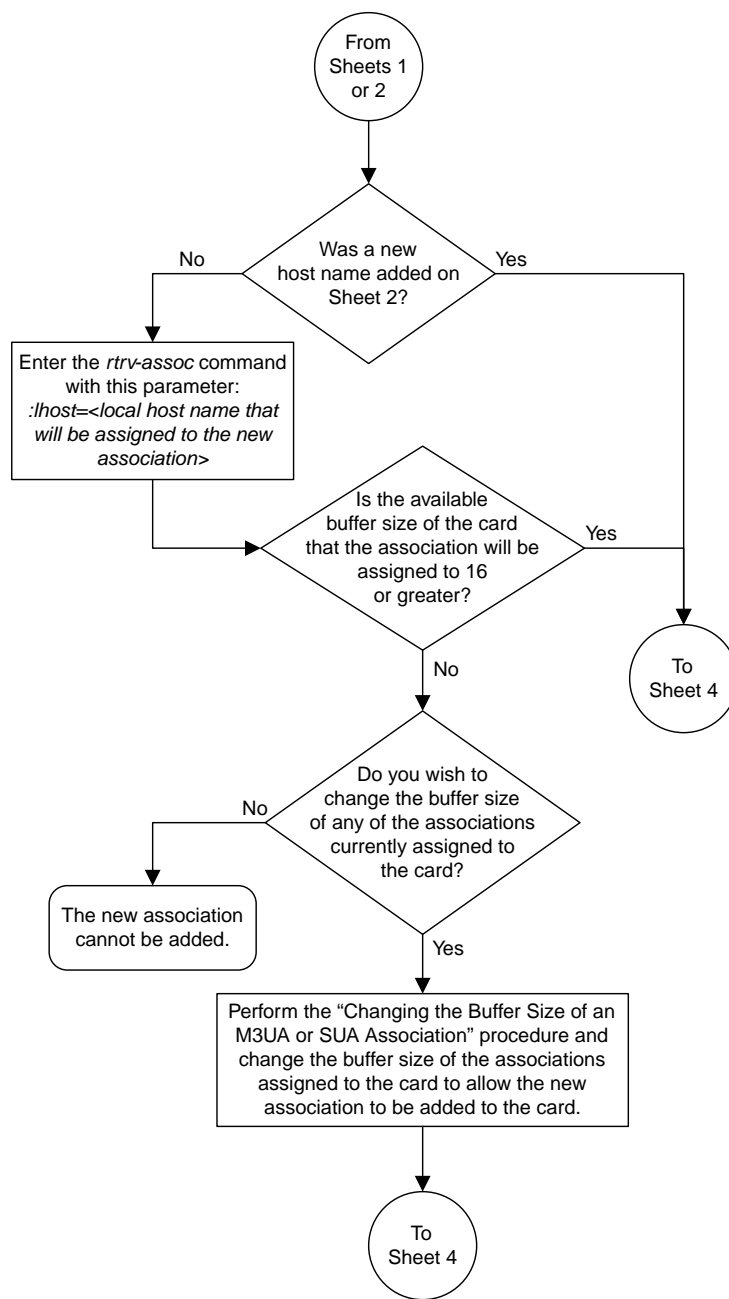 From
Sheets 1
or 2
Was a new
host name added on
Sheet 2?
No
Yes
Enter the rtrv-assoc command
with this parameter:
:lhost=<local host name that
will be assigned to the new
association>
Is the available
buffer size of the card
that the association will be
assigned to 16
or greater?
Yes
No
To
Sheet 4
Do you wish to
change the buffer size
of any of the associations
currently assigned to
the card?
No
Yes
The new association
cannot be added.
Perform the “Changing the Buffer Size of an
M3UA or SUA Association” procedure and
change the buffer size of the associations
assigned to the card to allow the new
association to be added to the card.
To
Sheet 4